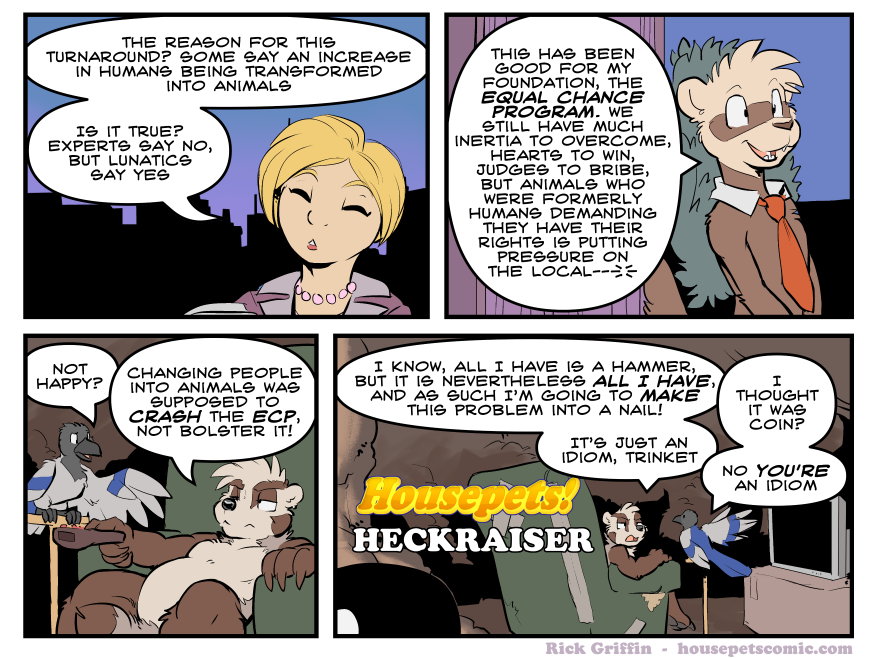 THE REASON FOR THIS
TURNAROUND? SOME SAY AN INCREASE
IN HUMANS BEING TRANSFORMED
INTO ANIMALS
IS IT TRUE?
EXPERTS SAY NO,
BUT LUNATICS
SAY YES
THIS HAS BEEN
GOOD FOR MY
FOUNDATION, THE
EQUAL CHANCE
PROGRAM. WE
STILL HAVE MUCH
INERTIA TO OVERCOME,
HEARTS TO WIN,
JUDGES TO BRIBE,
BUT ANIMALS WHO
WERE FORMERLY
HUMANS DEMANDING
THEY HAVE THEIR
RIGHTS IS PUTTING
PRESSURE ON
THE LOCAL--
NOT
HAPPY?
CHANGING PEOPLE
INTO ANIMALS WAS
SUPPOSED TO
CRASH THE ECP,
NOT BOLSTER IT!
I KNOW, ALL I HAVE IS A HAMMER,
BUT IT IS NEVERTHELESS ALL I HAVE,
AND AS SUCH I'M GOING TO MAKE
THIS PROBLEM INTO A NAIL!
I
THOUGHT
IT WAS
COIN?
IT'S JUST AN
IDIOM, TRINKET
NO YOU'RE
AN IDIOM
Housepets!
HECKRAISER
Rick Griffin - housepetscomic.com